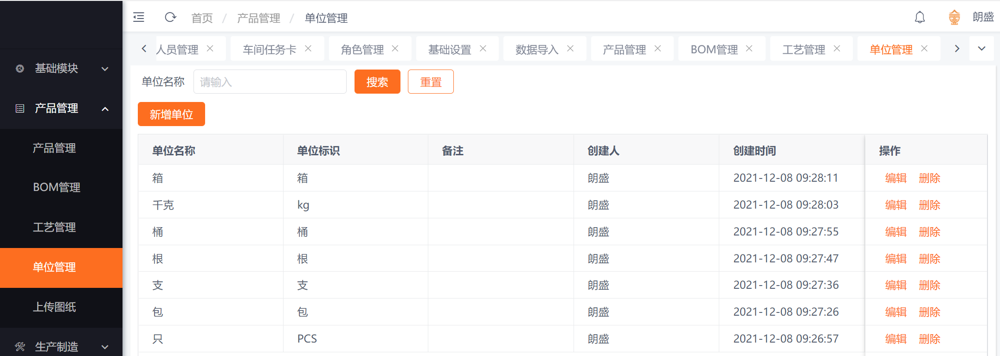 首页 / 产品管理 / 单位管理
朗盛
人员管理 × 车间任务卡 × 角色管理 × 基础设置 × 数据导入 × 产品管理 × BOM管理 × 工艺管理 × 单位管理 ×
基础模块
产品管理
产品管理
BOM管理
工艺管理
单位管理
上传图纸
生产制造
单位名称 请输入 搜索 重置
新增单位
单位名称 单位标识 备注 创建人 创建时间 操作
箱 箱 朗盛 2021-12-08 09:28:11 编辑 删除
千克 kg 朗盛 2021-12-08 09:28:03 编辑 删除
桶 桶 朗盛 2021-12-08 09:27:55 编辑 删除
根 根 朗盛 2021-12-08 09:27:47 编辑 删除
支 支 朗盛 2021-12-08 09:27:36 编辑 删除
包 包 朗盛 2021-12-08 09:27:26 编辑 删除
只 PCS 朗盛 2021-12-08 09:26:57 编辑 删除